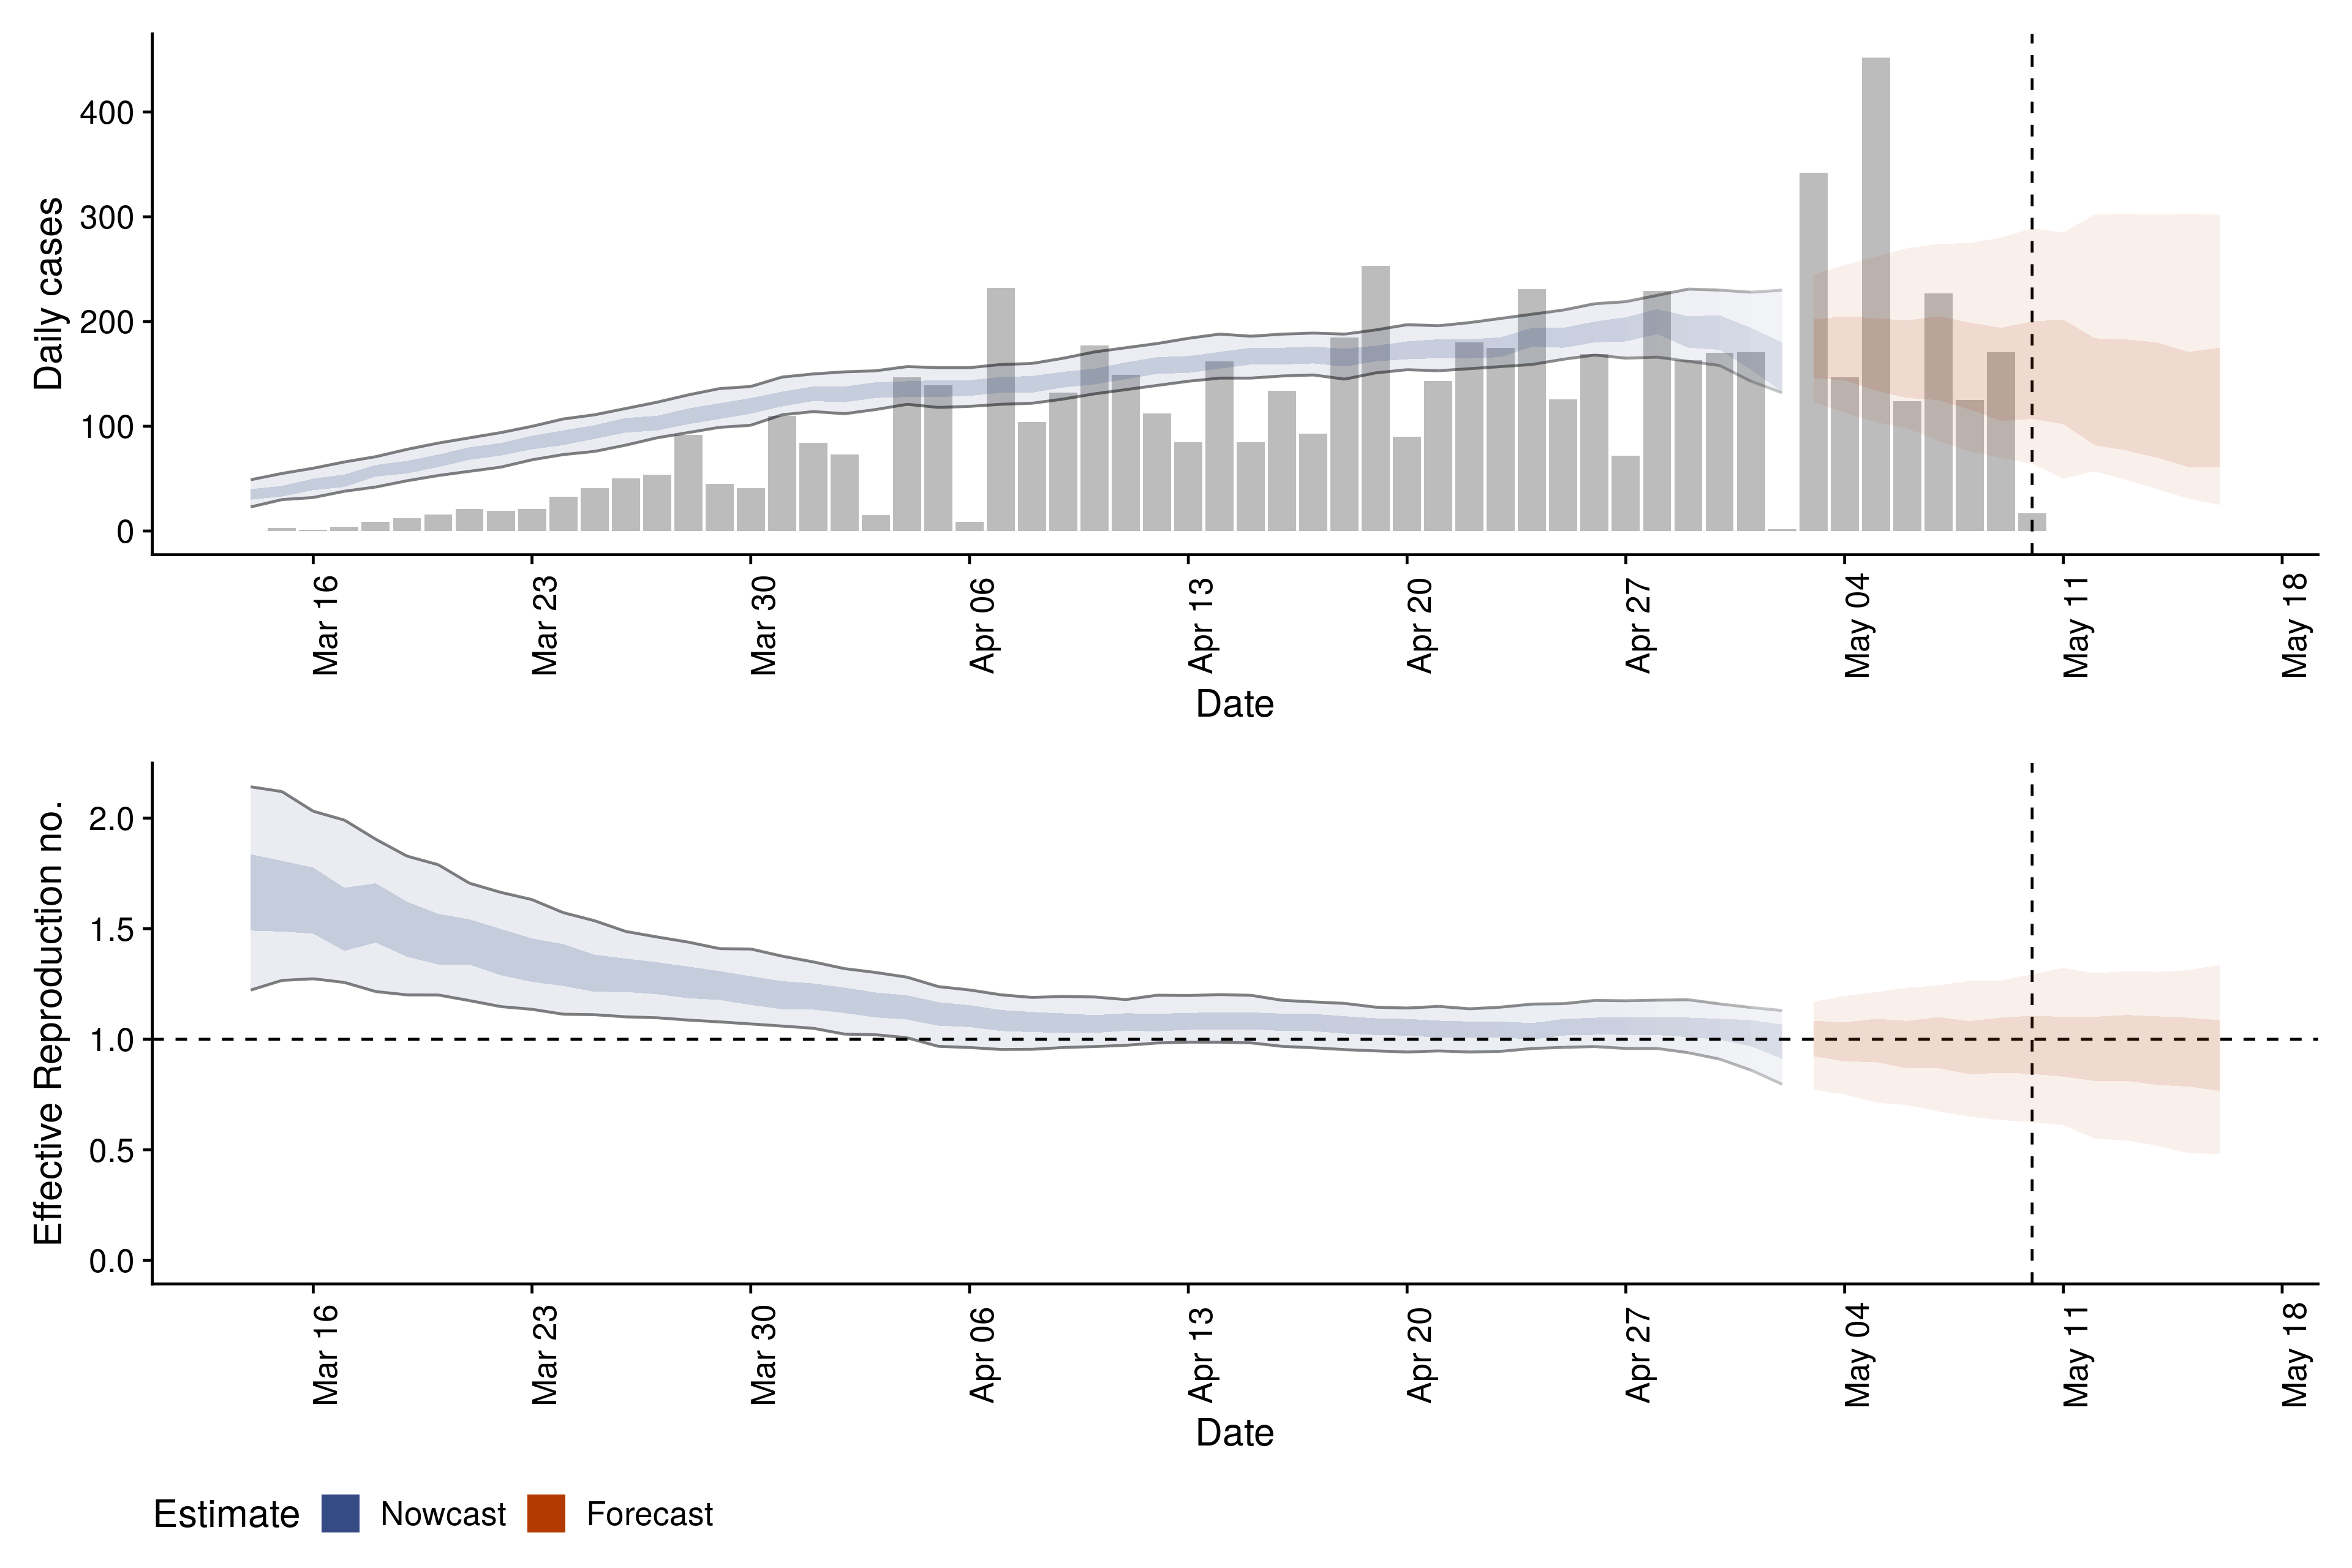 Daily cases
400
300
200
100
0
Mar 16
Mar 23
Mar 30
Apr 06
Apr 13
Apr 20
Apr 27
May 04
May 11
May 18
Date
Effective Reproduction no.
2.0
1.5
1.0
0.5
0.0
Mar 16
Mar 23
Mar 30
Apr 06
Apr 13
Apr 20
Apr 27
May 04
May 11
May 18
Date
Estimate Nowcast Forecast